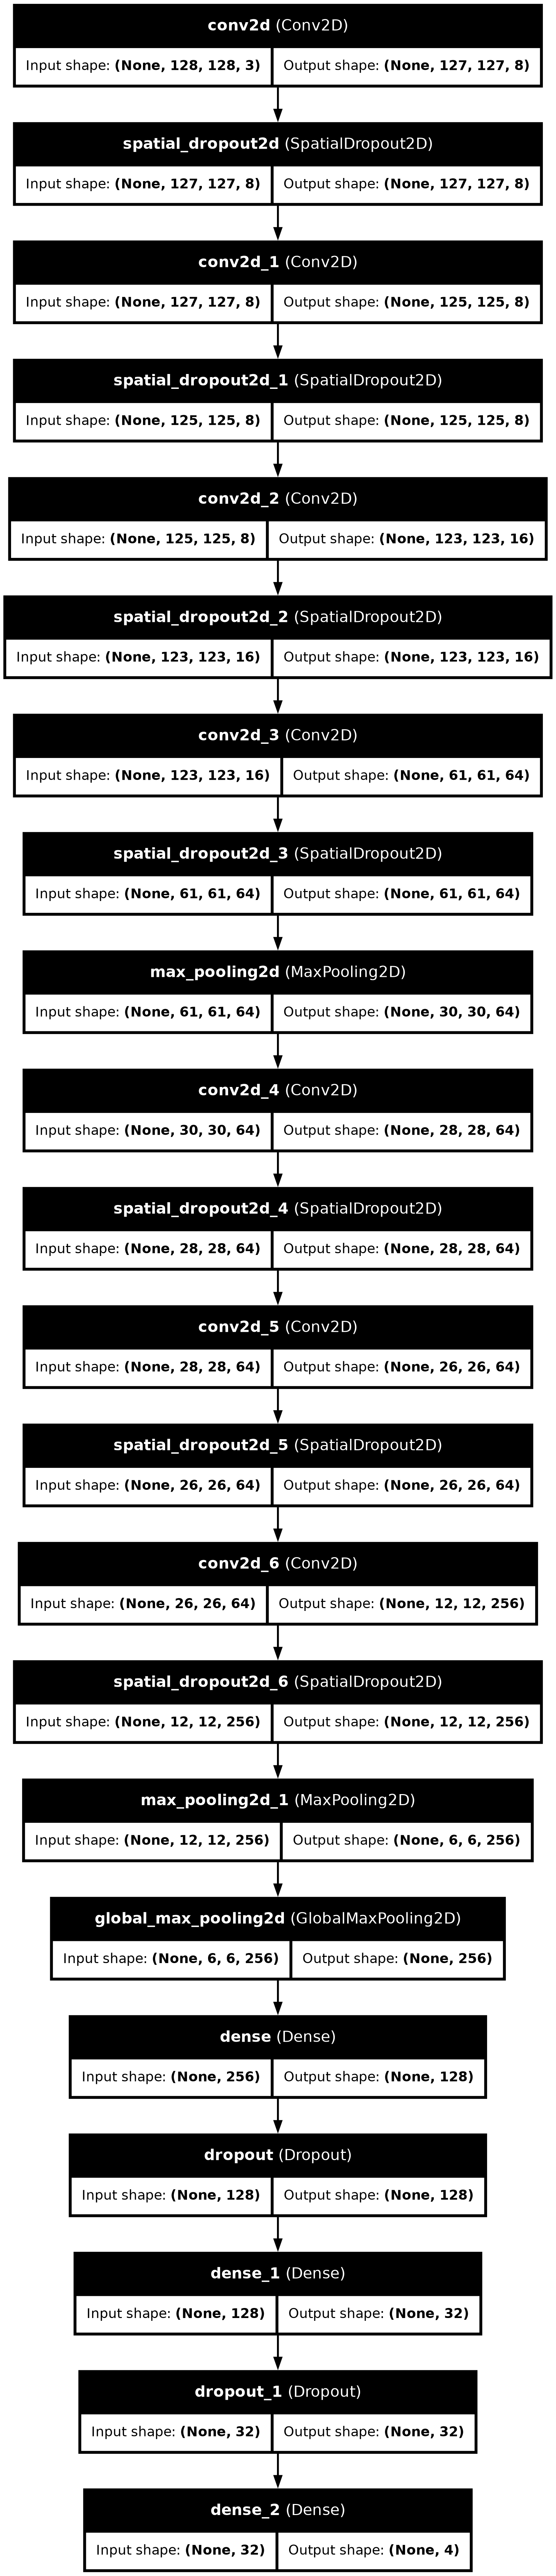 conv2d (Conv2D)
Input shape: (None, 128, 128, 3) Output shape: (None, 127, 127, 8)
spatial_dropout2d (SpatialDropout2D)
Input shape: (None, 127, 127, 8) Output shape: (None, 127, 127, 8)
conv2d_1 (Conv2D)
Input shape: (None, 127, 127, 8) Output shape: (None, 125, 125, 8)
spatial_dropout2d_1 (SpatialDropout2D)
Input shape: (None, 125, 125, 8) Output shape: (None, 125, 125, 8)
conv2d_2 (Conv2D)
Input shape: (None, 125, 125, 8) Output shape: (None, 123, 123, 16)
spatial_dropout2d_2 (SpatialDropout2D)
Input shape: (None, 123, 123, 16) Output shape: (None, 123, 123, 16)
conv2d_3 (Conv2D)
Input shape: (None, 123, 123, 16) Output shape: (None, 61, 61, 64)
spatial_dropout2d_3 (SpatialDropout2D)
Input shape: (None, 61, 61, 64) Output shape: (None, 61, 61, 64)
max_pooling2d (MaxPooling2D)
Input shape: (None, 61, 61, 64) Output shape: (None, 30, 30, 64)
conv2d_4 (Conv2D)
Input shape: (None, 30, 30, 64) Output shape: (None, 28, 28, 64)
spatial_dropout2d_4 (SpatialDropout2D)
Input shape: (None, 28, 28, 64) Output shape: (None, 28, 28, 64)
conv2d_5 (Conv2D)
Input shape: (None, 28, 28, 64) Output shape: (None, 26, 26, 64)
spatial_dropout2d_5 (SpatialDropout2D)
Input shape: (None, 26, 26, 64) Output shape: (None, 26, 26, 64)
conv2d_6 (Conv2D)
Input shape: (None, 26, 26, 64) Output shape: (None, 12, 12, 256)
spatial_dropout2d_6 (SpatialDropout2D)
Input shape: (None, 12, 12, 256) Output shape: (None, 12, 12, 256)
max_pooling2d_1 (MaxPooling2D)
Input shape: (None, 12, 12, 256) Output shape: (None, 6, 6, 256)
global_max_pooling2d (GlobalMaxPooling2D)
Input shape: (None, 6, 6, 256) Output shape: (None, 256)
dense (Dense)
Input shape: (None, 256) Output shape: (None, 128)
dropout (Dropout)
Input shape: (None, 128) Output shape: (None, 128)
dense_1 (Dense)
Input shape: (None, 128) Output shape: (None, 32)
dropout_1 (Dropout)
Input shape: (None, 32) Output shape: (None, 32)
dense_2 (Dense)
Input shape: (None, 32) Output shape: (None, 4)